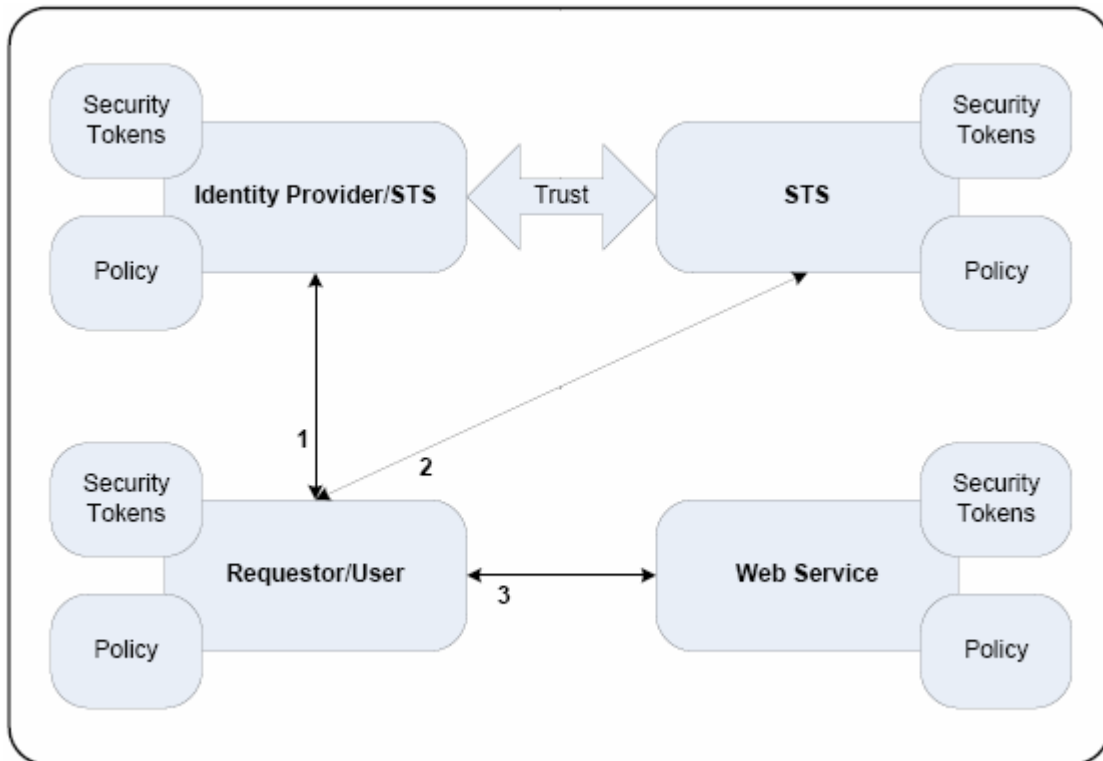 Security
Tokens
Security
Tokens
Identity Provider/STS
Trust
STS
Policy
Policy
1
2
Security
Tokens
Security
Tokens
Requestor/User
3
Web Service
Policy
Policy